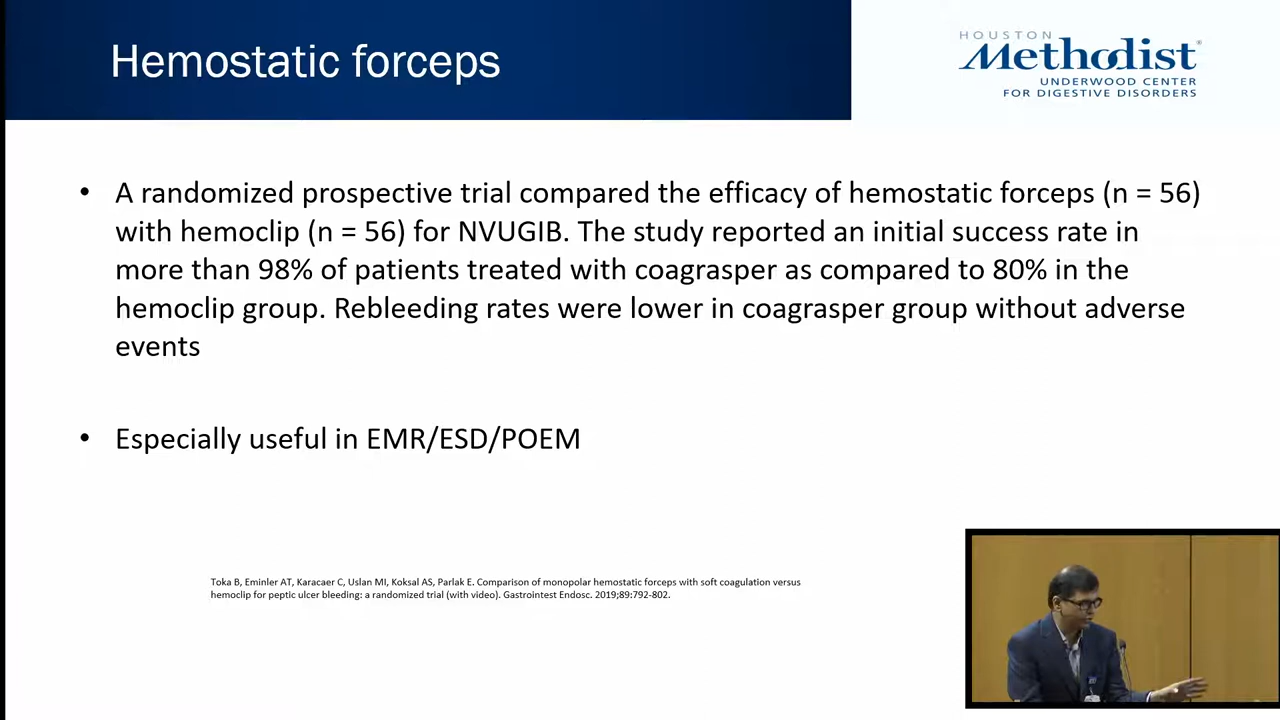 Hemostatic forceps
HOUSTON
Methodist®
UNDERWOOD CENTER
FOR DIGESTIVE DISORDERS
• A randomized prospective trial compared the efficacy of hemostatic forceps (n = 56)
with hemoclip (n = 56) for NVUGIB. The study reported an initial success rate in
more than 98% of patients treated with coagrasper as compared to 80% in the
hemoclip group. Rebleeding rates were lower in coagrasper group without adverse
events
• Especially useful in EMR/ESD/POEM
Toka B, Eminler AT, Karacaer C, Uslan MI, Koksal AS, Parlak E. Comparison of monopolar hemostatic forceps with soft coagulation versus
hemoclip for peptic ulcer bleeding: a randomized trial (with video). Gastrointest Endosc. 2019;89:792-802.